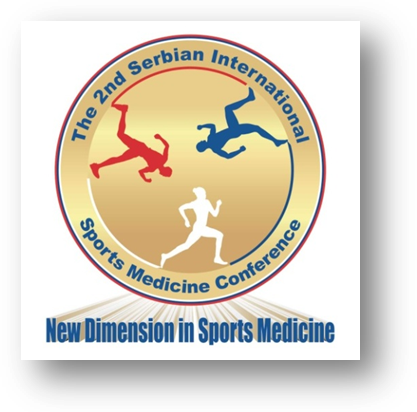 The 2nd Serbian International
Sports Medicine Conference
New Dimension in Sports Medicine